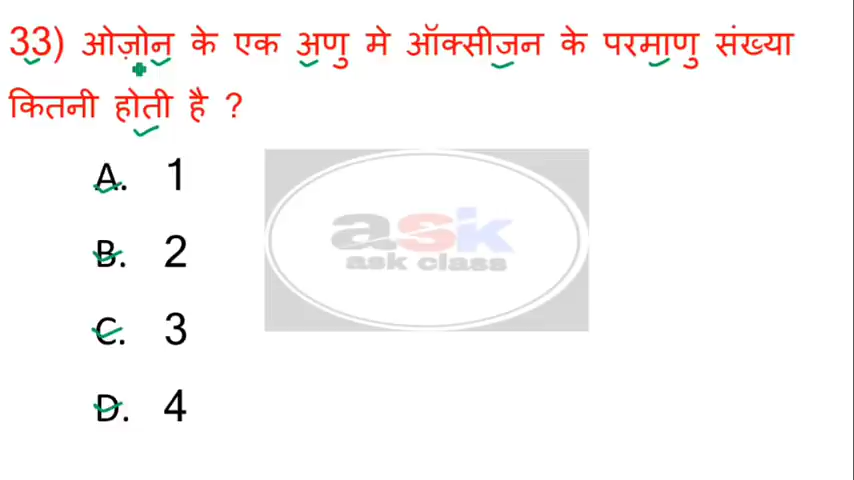 33) ओज़ोन के एक अणु मे ऑक्सीजन के परमाणु संख्या
कितनी होती है ?
A. 1
B. 2
C. 3
D. 4
ask
ask class